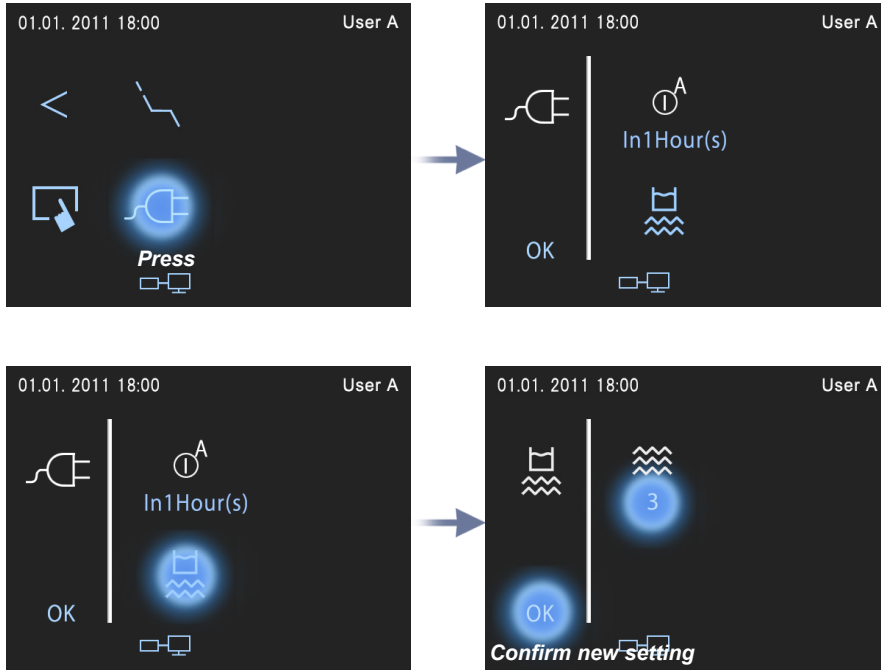 01.01. 2011 18:00 User A
<
Press
01.01. 2011 18:00 User A
A
In1Hour(s)
OK
01.01. 2011 18:00 User A
A
In1Hour(s)
OK
01.01. 2011 18:00 User A
3
OK
Confirm new setting